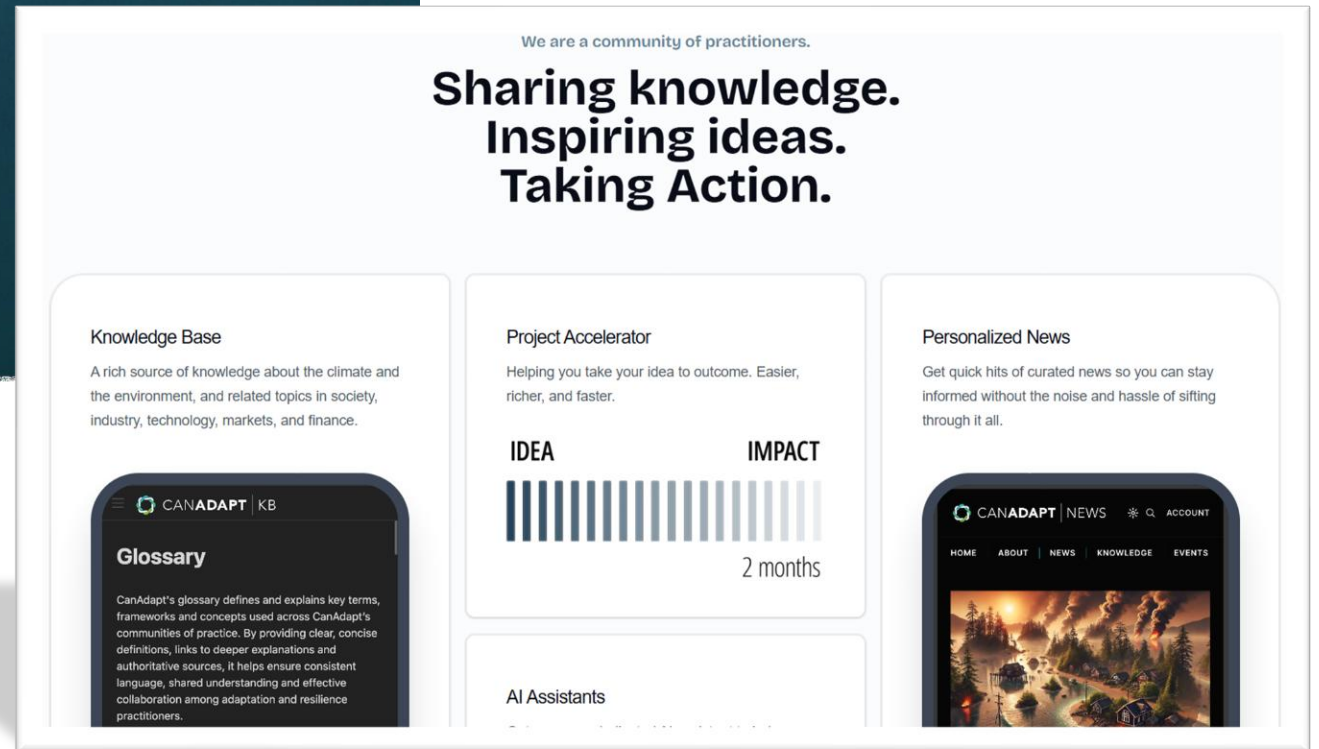 We are a community of practitioners.
Sharing knowledge.
Inspiring ideas.
Taking Action.
Knowledge Base
A rich source of knowledge about the climate and
the environment, and related topics in society,
industry, technology, markets, and finance.
CANADAPT | KB
Glossary
CanAdapt's glossary defines and explains key terms,
frameworks and concepts used across CanAdapt's
communities of practice. By providing clear, concise
definitions, links to deeper explanations and
authoritative sources, it helps ensure consistent
language, shared understanding and effective
collaboration among adaptation and resilience
practitioners.
Project Accelerator
Helping you take your idea to outcome. Easier,
richer, and faster.
IDEA IMPACT
2 months
AI Assistants
Personalized News
Get quick hits of curated news so you can stay
informed without the noise and hassle of sifting
through it all.
CANADAPT | NEWS ACCOUNT
HOME ABOUT NEWS KNOWLEDGE EVENTS